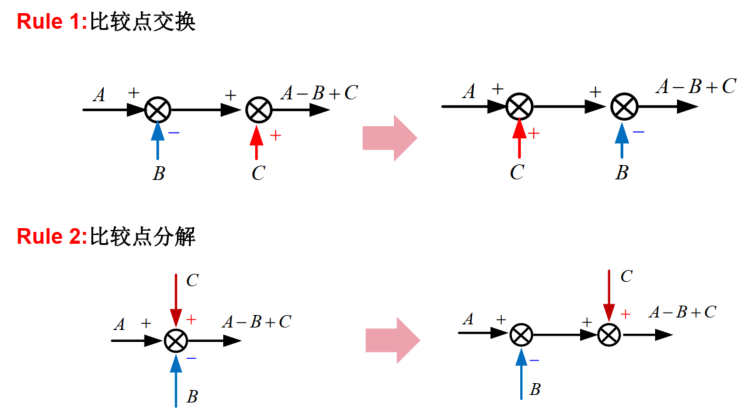 Rule 1:比较点交换
A + + A−B+C
− +
B C
A + + A−B+C
+ −
C B
Rule 2:比较点分解
C
A + + A−B+C
−
B
C
A + + + A−B+C
−
B